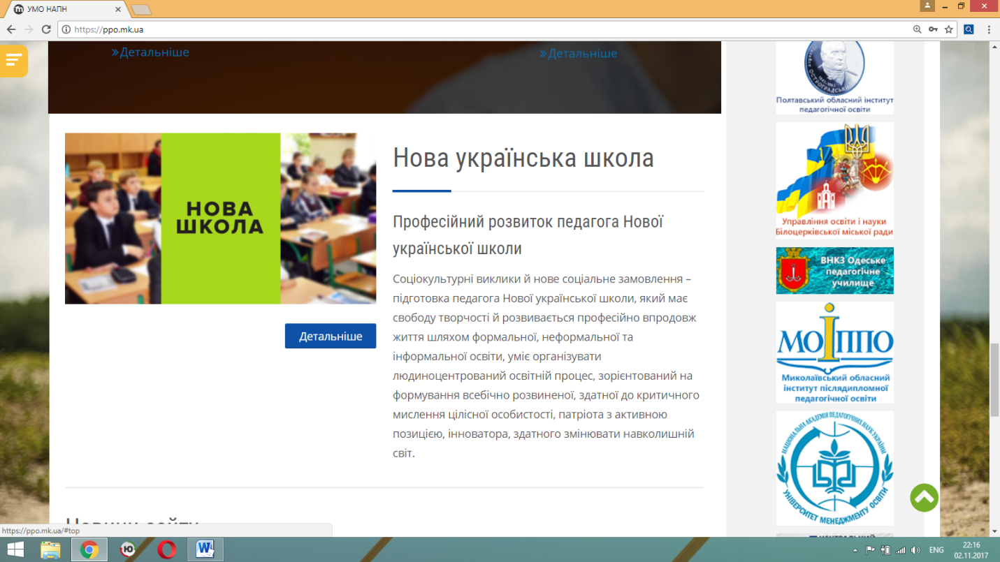 УМО НАПН
https://ppo.mk.ua
Детальніше
Детальніше
НОВА
ШКОЛА
Нова українська школа
Професійний розвиток педагога Нової
української школи
Соціокультурні виклики й нове соціальне замовлення –
підготовка педагога Нової української школи, який має
свободу творчості й розвивається професійно впродовж
життя шляхом формальної, неформальної та
інформальної освіти, уміє організувати
людиноцентрований освітній процес, зорієнтований на
формування всебічно розвиненої, здатної до критичного
мислення цілісної особистості, патріота з активною
позицією, інноватора, здатного змінювати навколишній
світ.
Детальніше
Новини сайту
ОСТРОГРАДСЬКИЙ
Полтавський обласний інститут
педагогічної освіти
Управління освіти і науки
Білоцерківської міської ради
ВНКЗ Одеське
педагогічне
училище
МОІППО
Миколаївський обласний
інститут післядипломної
педагогічної освіти
НАЦІОНАЛЬНА АКАДЕМІЯ ПЕДАГОГІЧНИХ НАУК УКРАЇНИ
УНІВЕРСИТЕТ МЕНЕДЖМЕНТУ ОСВІТИ
ЦЕНТРАЛЬНИЙ
https://ppo.mk.ua/#top
ENG
22:16
02.11.2017